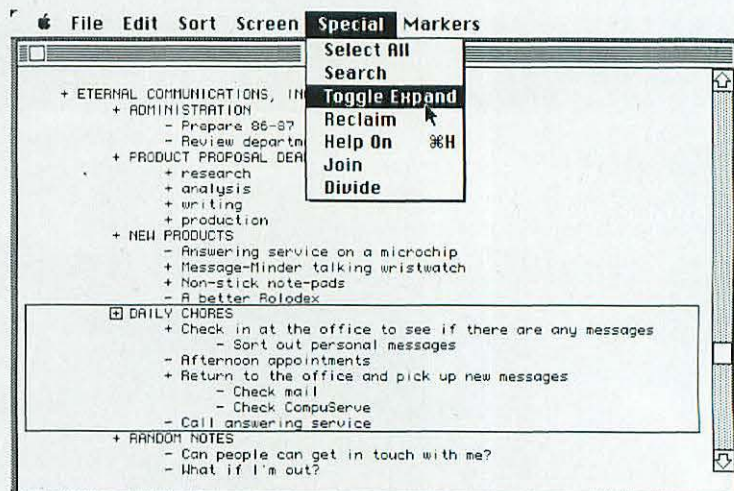 File Edit Sort Screen Special Markers
Select All
Search
Toggle Expand
Reclaim
Help On ⌘H
Join
Divide
+ ETERNAL COMMUNICATIONS,
+ ADMINISTRATION
- Prepare 86-87
- Review
+ PRODUCT PROPOSAL
+ research
+ analysis
+ writing
+ production
+ NEW PRODUCTS
- Answering service on a microchip
+ Message-Minder talking wristwatch
+ Non-stick note-pads
- A better Rolodex
+ DAILY CHORES
+ Check in at the office to see if there are any messages
- Sort out personal messages
- Afternoon appointments
+ Return to the office and pick up new messages
- Check mail
- Check CompuServe
- Call answering service
+ RANDOM NOTES
- Can people can get in touch with me?
- What if I'm out?